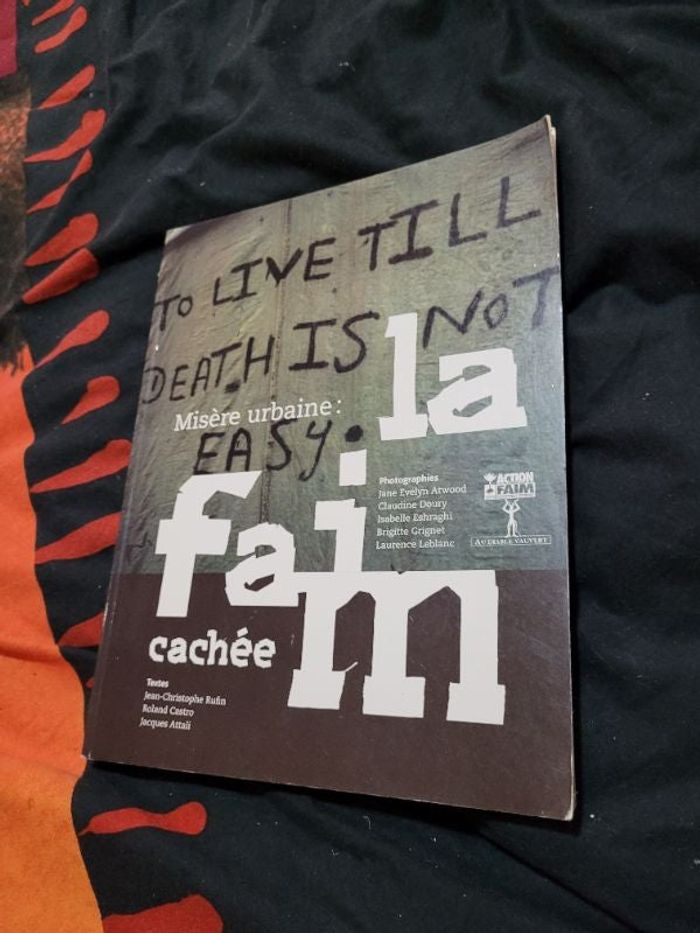 TO LIVE TILL
DEATH IS NOT
EASY.
Misère urbaine :
la
faim
cachée
Photographies
Jane Evelyn Atwood
Claudine Doury
Isabelle Eshraghi
Brigitte Grignet
Laurence Leblanc
ACTION
FAIM
AU DIABLE VAUVERT
Textes
Jean-Christophe Rufin
Roland Castro
Jacques Attali